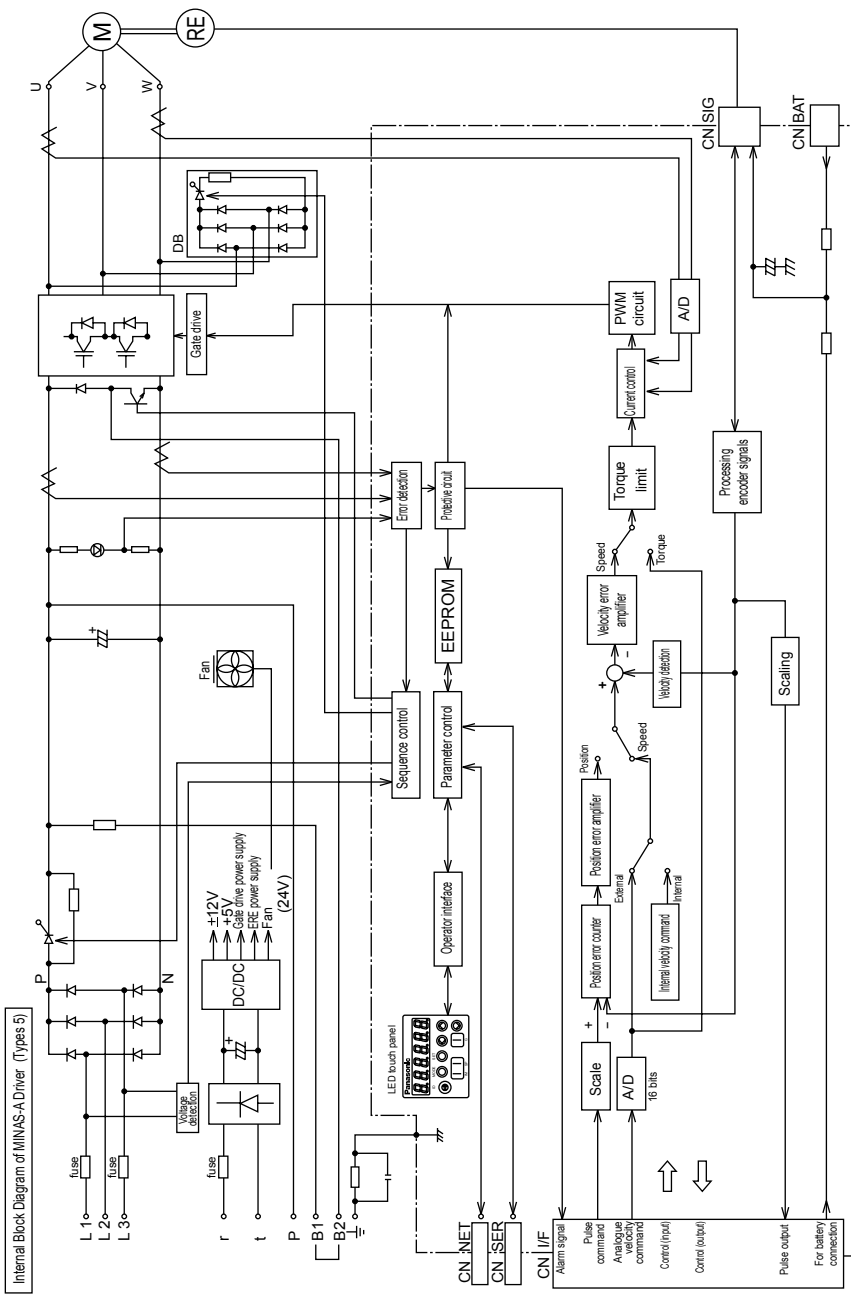 Internal Block Diagram of MINAS-A Driver (Types 5)
L1
L2
L3
fuse
fuse
Voltage
detection
P
N
r
t
fuse
+
DC/DC
±12V
+5V
Gate drive power supply
ERE power supply
Fan
(24V)
Fan
P
B1
B2
+
U
V
W
M
RE
DB
Gate drive
Error detection
Protective circuit
Sequence control
EEPROM
Parameter control
Operator interface
LED touch panel
Panasonic
CN NET
CN SER
CN I/F
CN SIG
CN BAT
Alarm signal
Pulse
command
Analogue
velocity
command
Control (input)
Control (output)
Pulse output
For battery
connection
Scale
+
−
A/D
16 bits
Position error counter
Position error amplifier
Position
Internal velocity command
External
Internal
Speed
+
−
Velocity error
amplifier
Velocity detection
Speed
Torque
Torque
limit
Current control
PWM
circuit
A/D
Processing
encoder signals
Scaling